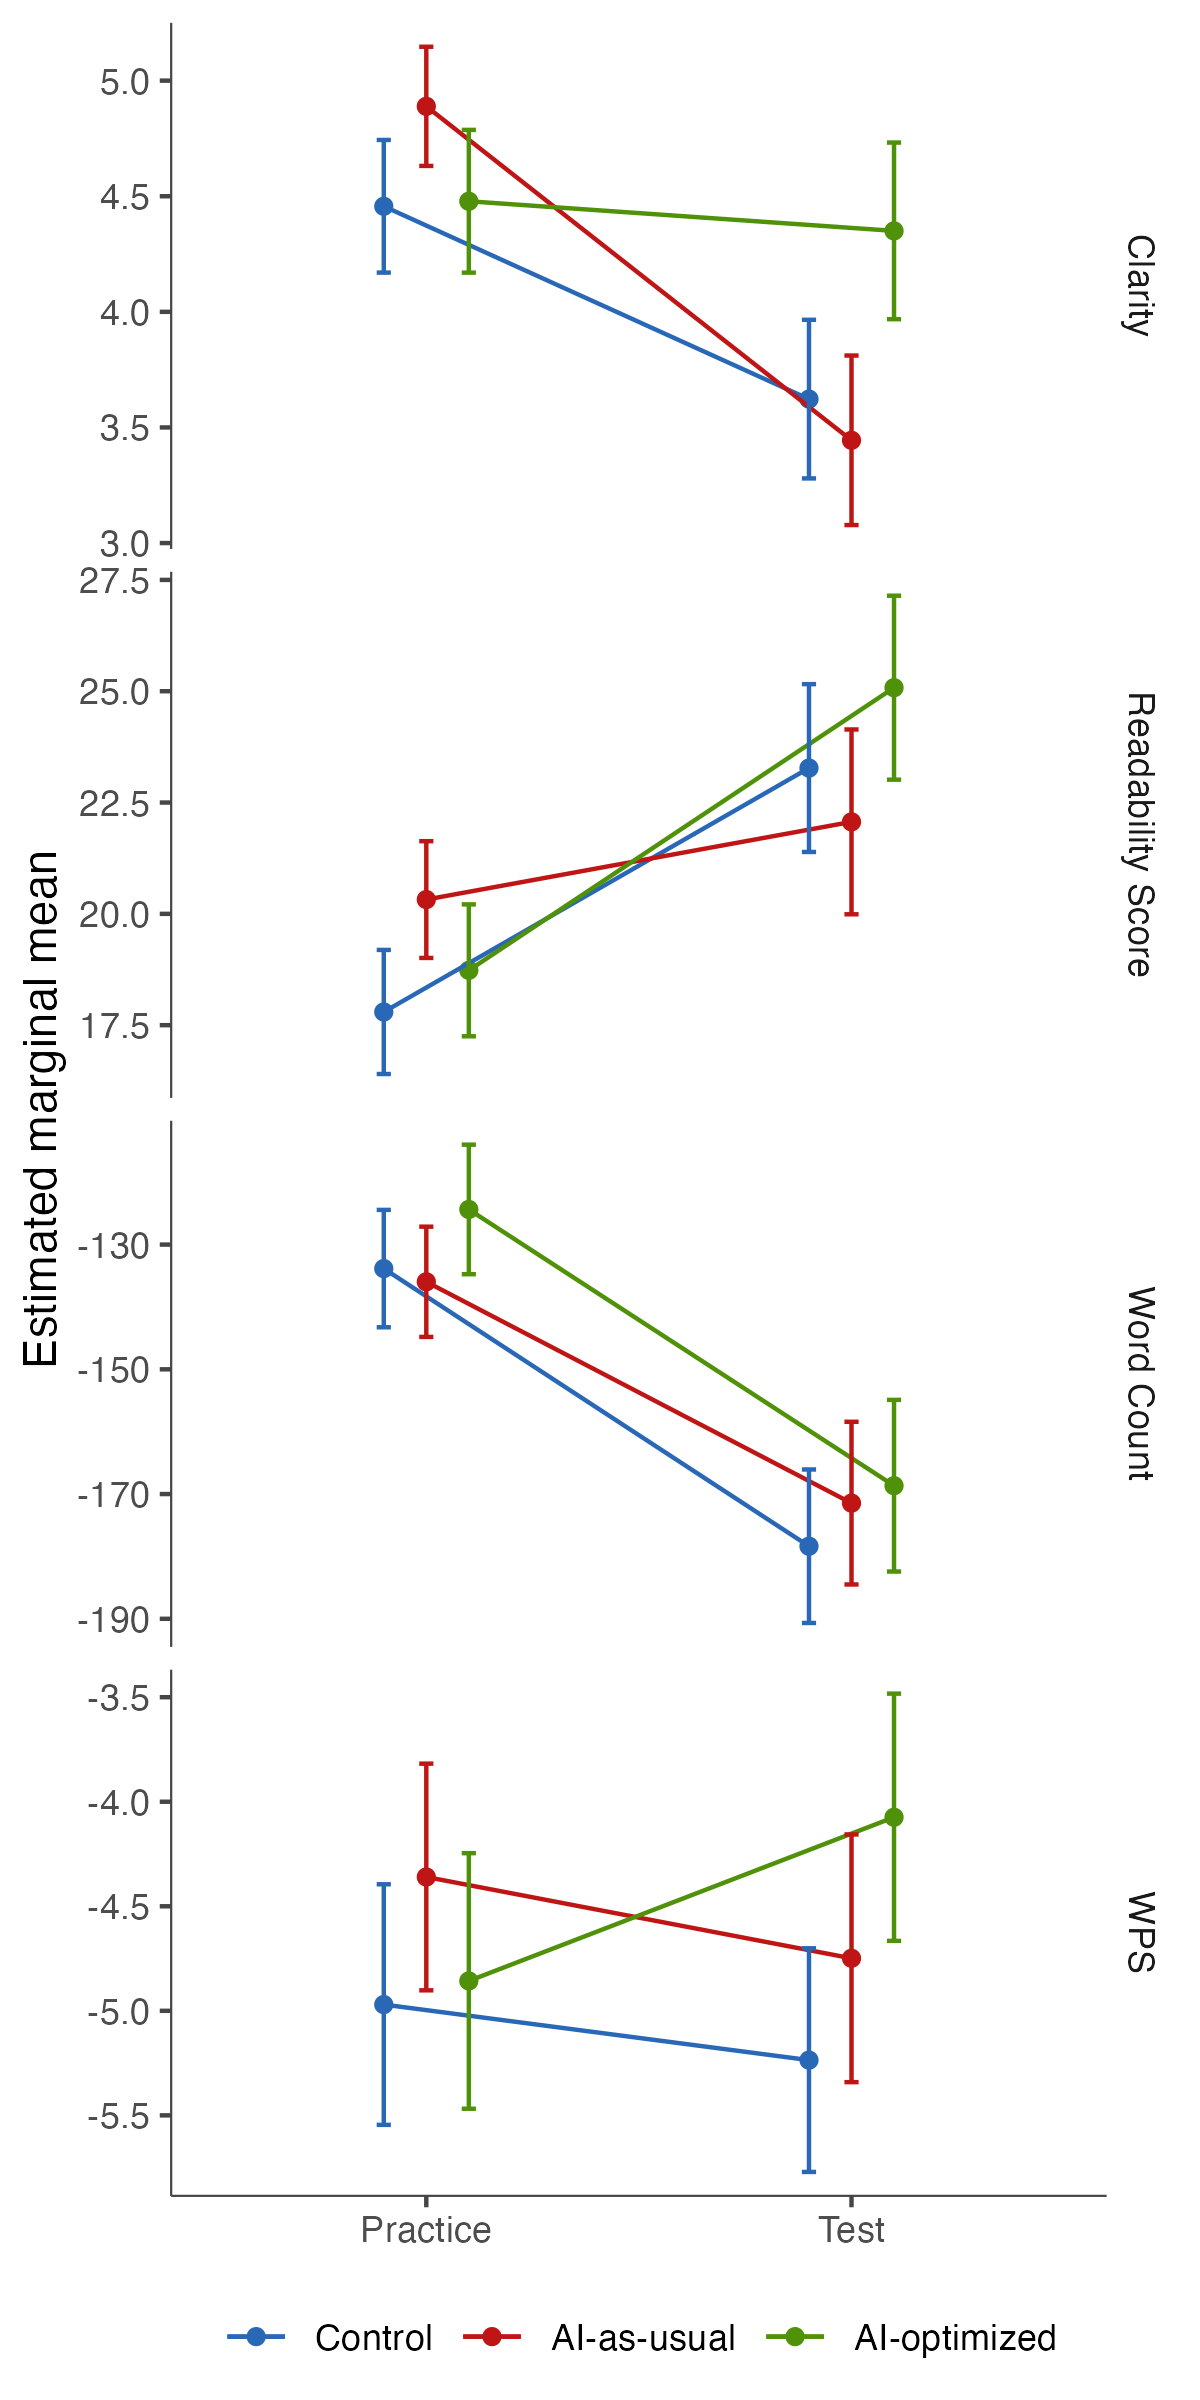 Estimated marginal mean
5.0
4.5
4.0
3.5
3.0
Clarity
27.5
25.0
22.5
20.0
17.5
Readability Score
-130
-150
-170
-190
Word Count
-3.5
-4.0
-4.5
-5.0
-5.5
WPS
Practice Test
Control AI-as-usual AI-optimized